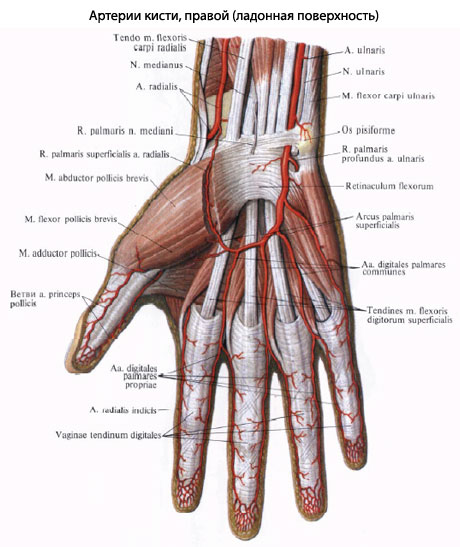 Артерии кисти, правой (ладонная поверхность)
Tendo m. flexoris
carpi radialis
N. medianus
A. radialis
R. palmaris n. mediani
R. palmaris superficialis a. radialis
M. abductor pollicis brevis
M. flexor pollicis brevis
M. adductor pollicis
Ветви a. princeps
pollicis
Aa. digitales
palmares
propriae
A. radialis indicis
Vaginae tendinum digitales
A. ulnaris
N. ulnaris
M. flexor carpi ulnaris
Os pisiforme
R. palmaris
profundus a. ulnaris
Retinaculum flexorum
Arcus palmaris
superficialis
Aa. digitales palmares
communes
Tendines m. flexoris
digitorum superficialis